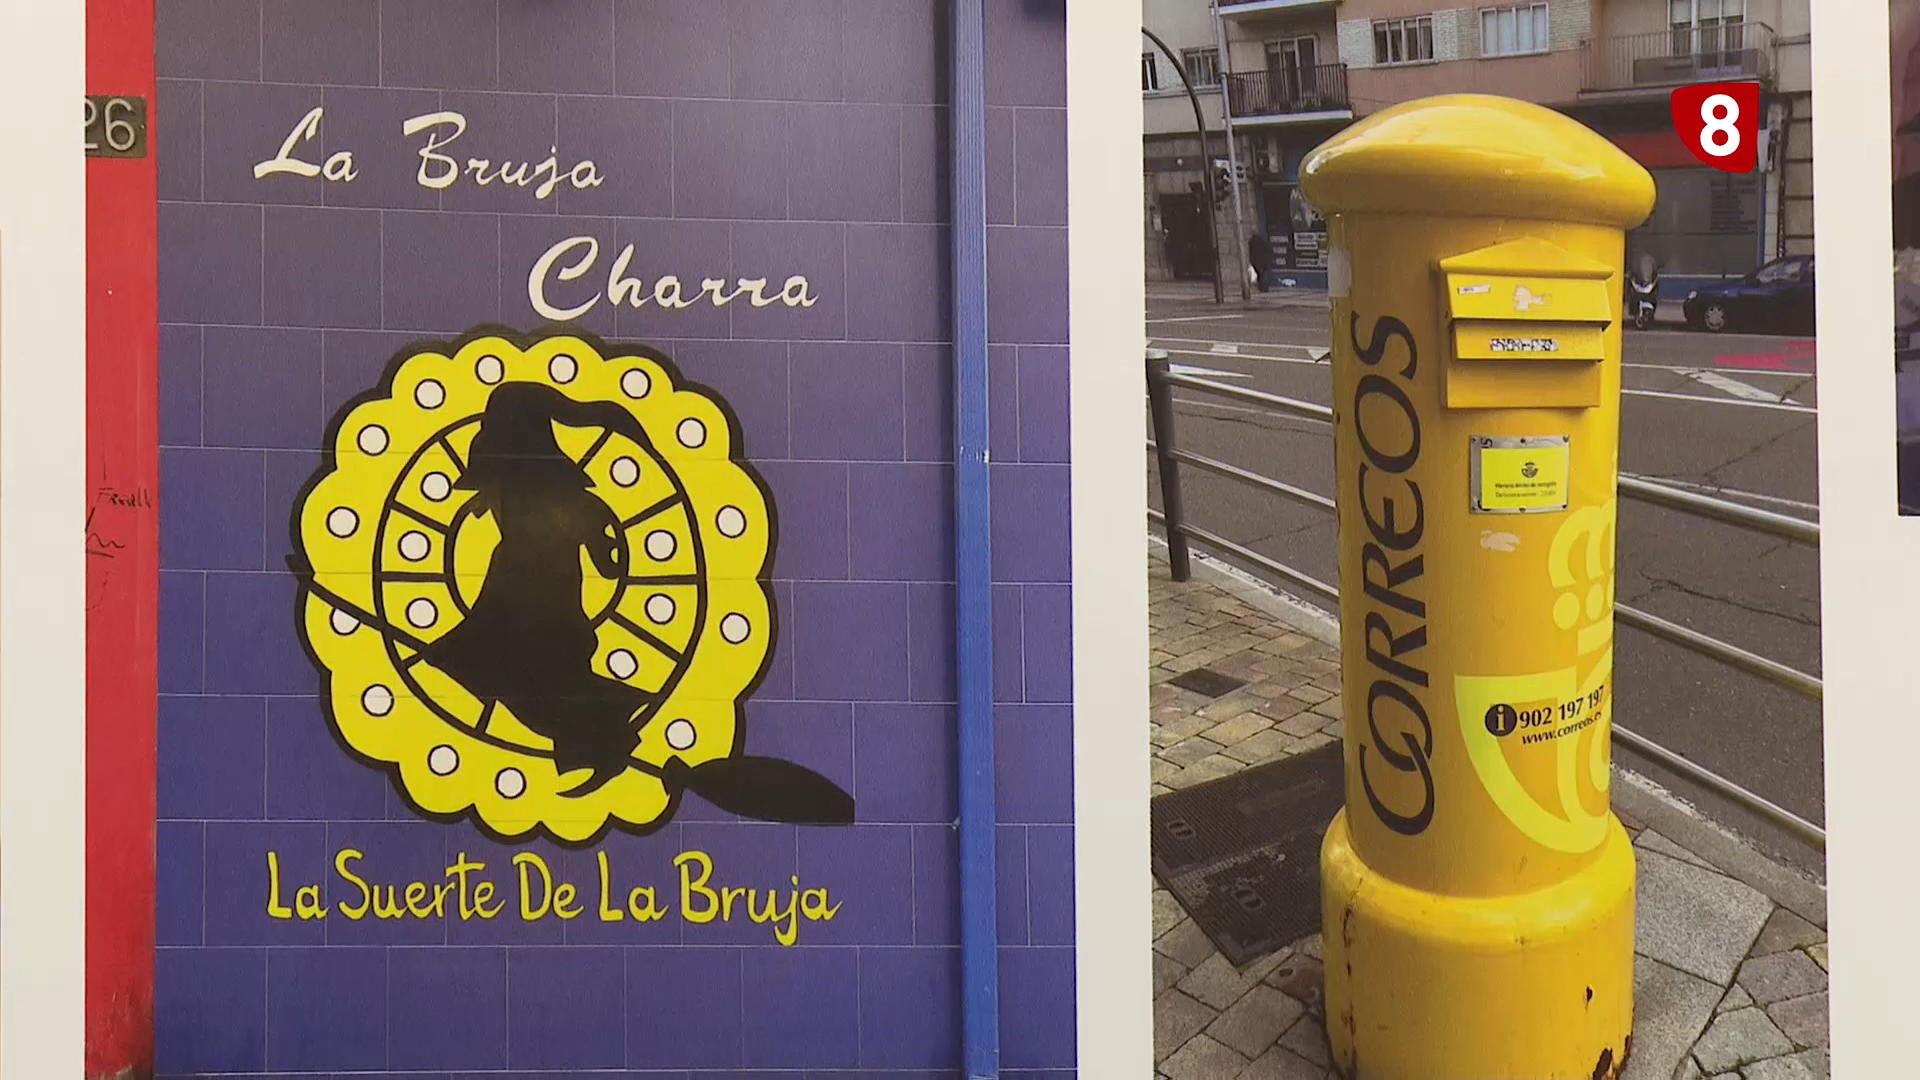 26
La Bruja
Charra
La Suerte De La Bruja
8
CORREOS
902 197 197
www.correos.es